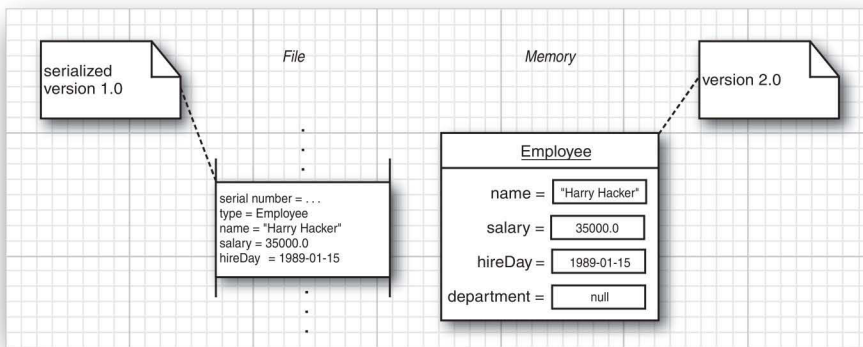 serialized
version 1.0
File
Memory
version 2.0
serial number = . . .
type = Employee
name = "Harry Hacker"
salary = 35000.0
hireDay = 1989-01-15
Employee
name = "Harry Hacker"
salary = 35000.0
hireDay = 1989-01-15
department = null